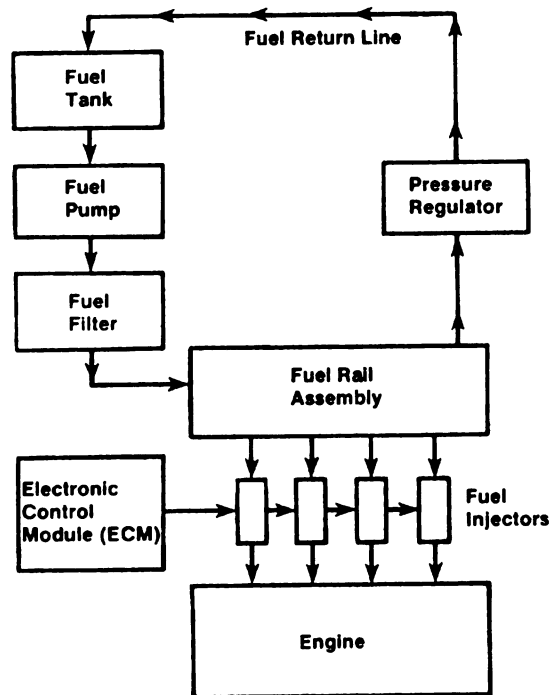 Fuel Return Line
Fuel
Tank
Fuel
Pump
Pressure
Regulator
Fuel
Filter
Fuel Rail
Assembly
Electronic
Control
Module (ECM)
Fuel
Injectors
Engine